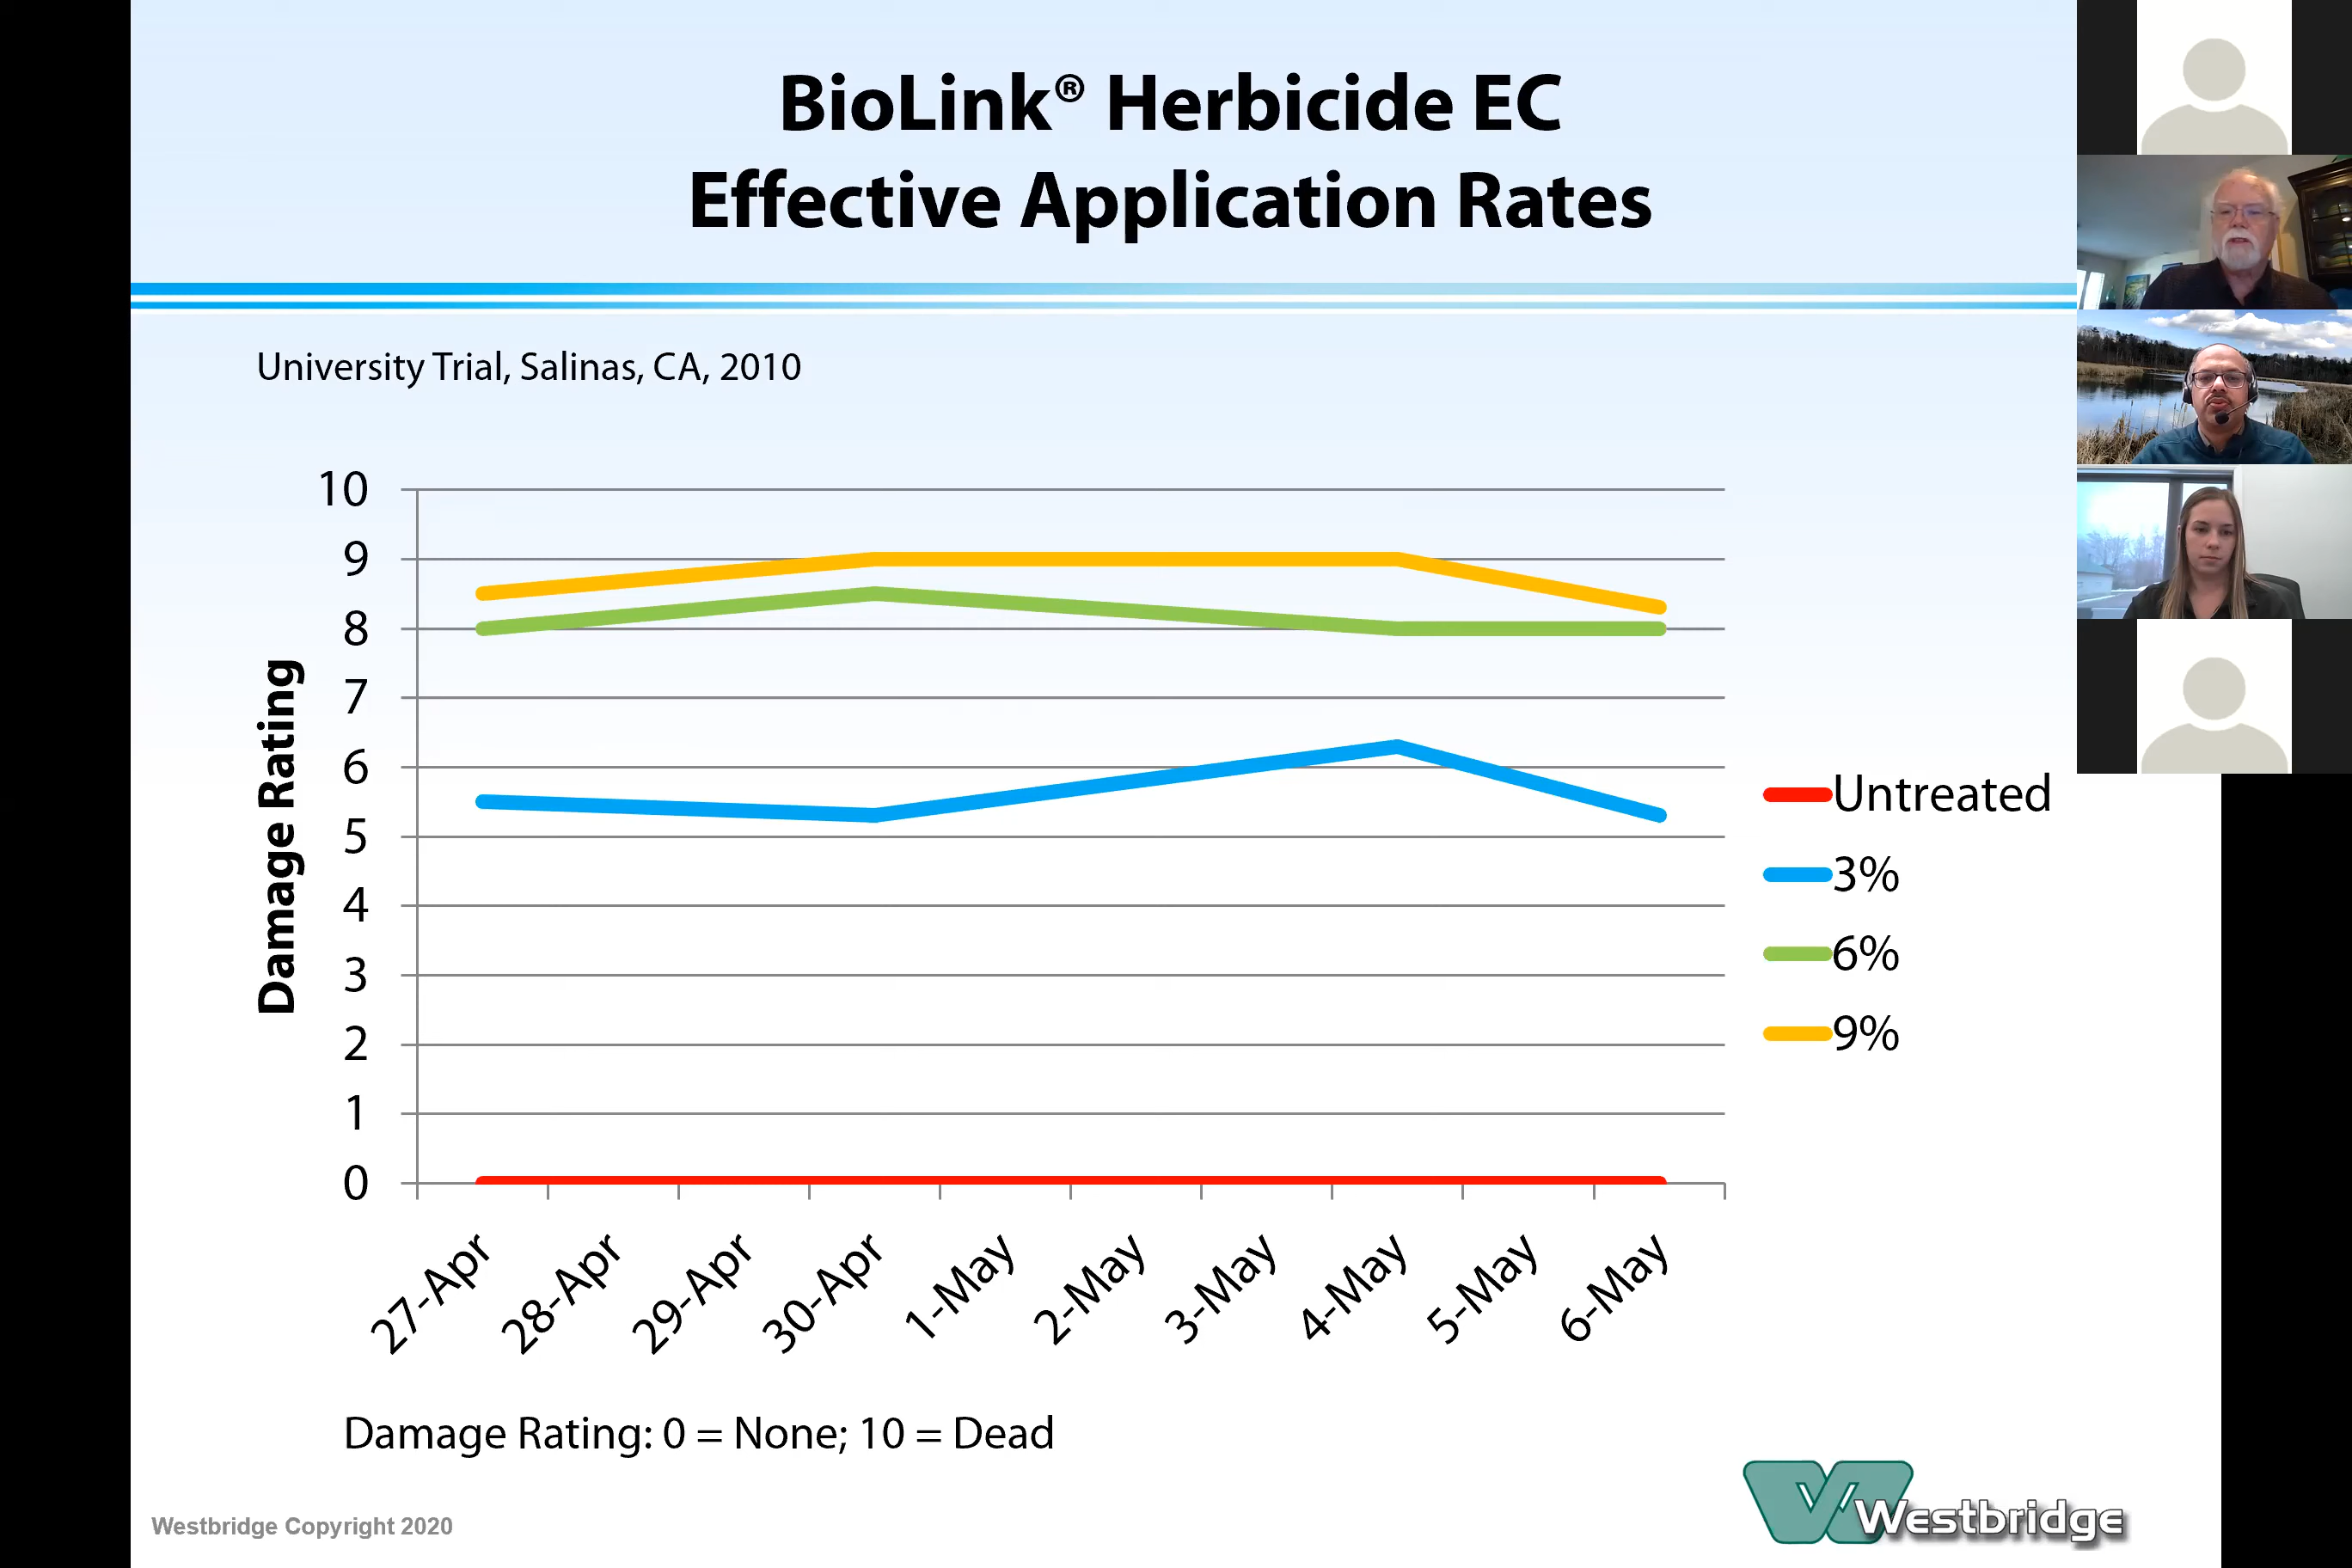 BioLink® Herbicide EC
Effective Application Rates
University Trial, Salinas, CA, 2010
10
9
8
7
6
5
4
3
2
1
0
Damage Rating
27-Apr
28-Apr
29-Apr
30-Apr
1-May
2-May
3-May
4-May
5-May
6-May
Untreated
3%
6%
9%
Damage Rating: 0 = None; 10 = Dead
Westbridge Copyright 2020
Westbridge